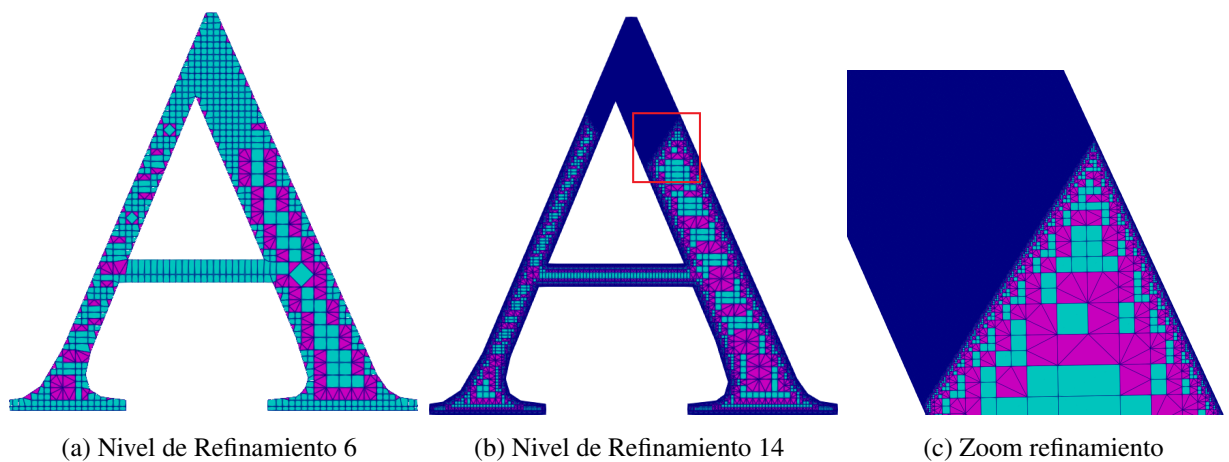 (a) Nivel de Refinamiento 6
(b) Nivel de Refinamiento 14
(c) Zoom refinamiento